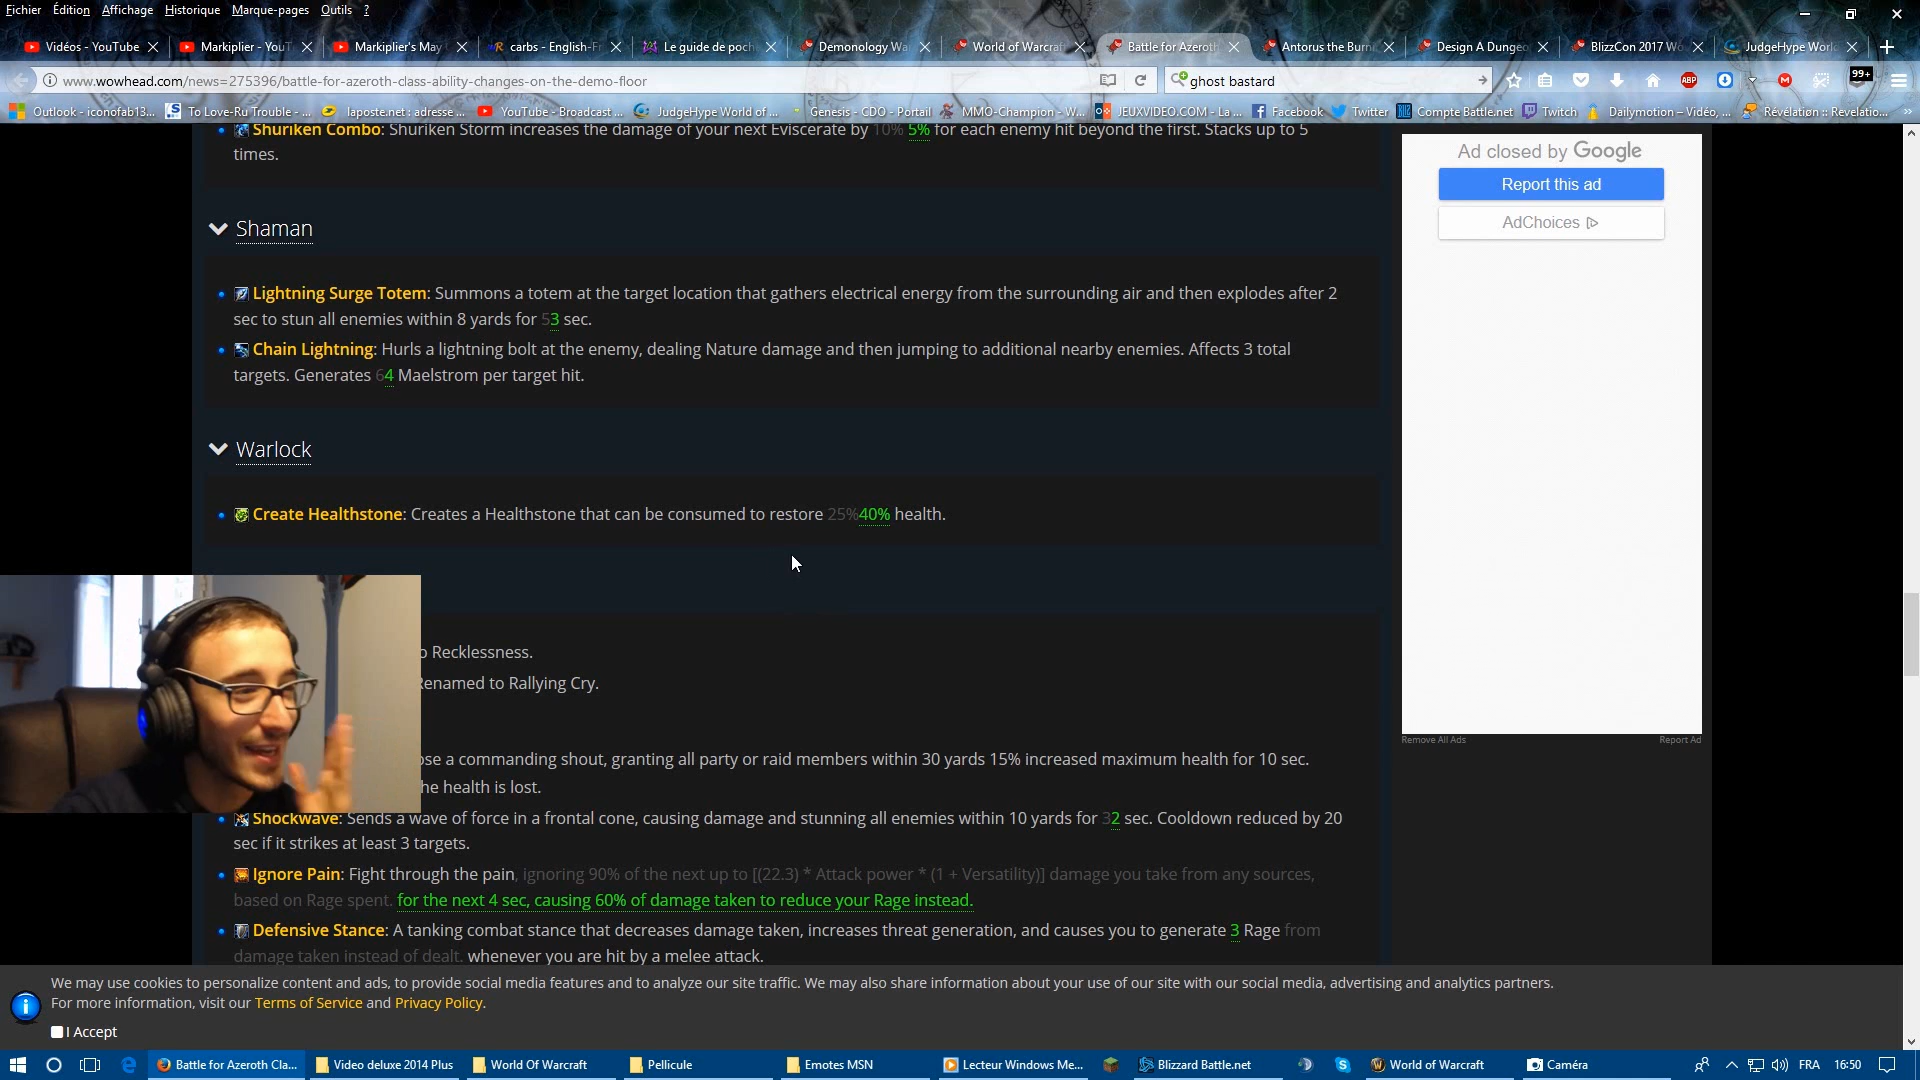 Fichier Édition Affichage Historique Marque-pages Outils ?
Vidéos - YouTube
Markiplier - YouT
Markiplier's May
carbs - English-Fr
Le guide de poch
Demonology Wa
World of Warcraf
Battle for Azeroth
Antorus the Burni
Design A Dungeo
BlizzCon 2017 Wo
JudgeHype Worl
www.wowhead.com/news=275396/battle-for-azeroth-class-ability-changes-on-the-demo-floor
ghost bastard
ABP
99+
Outlook - iconofab13...
To Love-Ru Trouble - ...
laposte.net : adresse ...
YouTube - Broadcast ...
JudgeHype World of ...
Genesis - CDO - Portail
MMO-Champion - W...
JEUXVIDEO.COM - La ...
Facebook
Twitter
Compte Battle.net
Twitch
Dailymotion – Vidéo, ...
Révélation :: Revelatio...
Shuriken Combo: Shuriken Storm increases the damage of your next Eviscerate by 10% 5% for each enemy hit beyond the first. Stacks up to 5
times.
Shaman
Lightning Surge Totem: Summons a totem at the target location that gathers electrical energy from the surrounding air and then explodes after 2
sec to stun all enemies within 8 yards for 53 sec.
Chain Lightning: Hurls a lightning bolt at the enemy, dealing Nature damage and then jumping to additional nearby enemies. Affects 3 total
targets. Generates 64 Maelstrom per target hit.
Warlock
Create Healthstone: Creates a Healthstone that can be consumed to restore 25%40% health.
o Recklessness.
Renamed to Rallying Cry.
ose a commanding shout, granting all party or raid members within 30 yards 15% increased maximum health for 10 sec.
he health is lost.
Shockwave: Sends a wave of force in a frontal cone, causing damage and stunning all enemies within 10 yards for 32 sec. Cooldown reduced by 20
sec if it strikes at least 3 targets.
Ignore Pain: Fight through the pain, ignoring 90% of the next up to [(22.3) * Attack power * (1 + Versatility)] damage you take from any sources,
based on Rage spent. for the next 4 sec, causing 60% of damage taken to reduce your Rage instead.
Defensive Stance: A tanking combat stance that decreases damage taken, increases threat generation, and causes you to generate 3 Rage from
damage taken instead of dealt. whenever you are hit by a melee attack.
Ad closed by Google
Report this ad
AdChoices
Remove All Ads
Report Ad
We may use cookies to personalize content and ads, to provide social media features and to analyze our site traffic. We may also share information about your use of our site with our social media, advertising and analytics partners.
For more information, visit our Terms of Service and Privacy Policy.
I Accept
Battle for Azeroth Cla...
Video deluxe 2014 Plus
World Of Warcraft
Pellicule
Emotes MSN
Lecteur Windows Me...
Blizzard Battle.net
World of Warcraft
Caméra
FRA
16:50